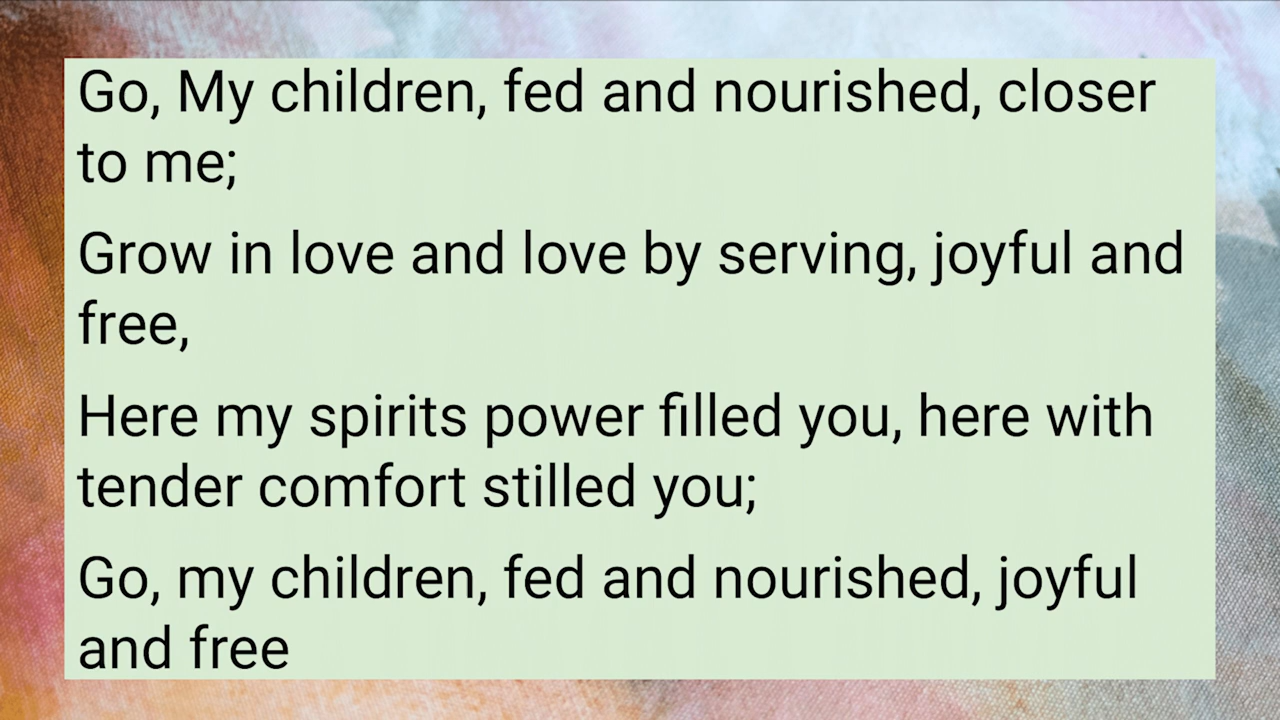 Go, My children, fed and nourished, closer
to me;
Grow in love and love by serving, joyful and
free,
Here my spirits power filled you, here with
tender comfort stilled you;
Go, my children, fed and nourished, joyful
and free